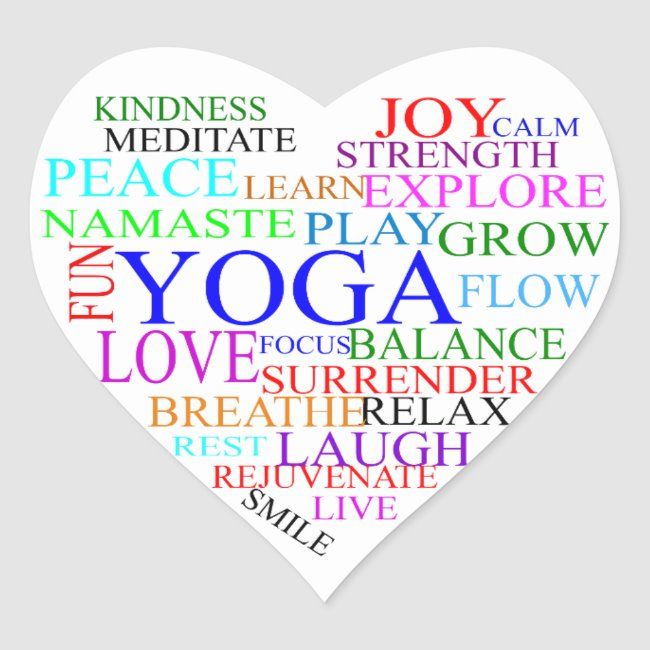 KINDNESS
JOY
CALM
MEDITATE
STRENGTH
PEACE
LEARN
EXPLORE
NAMASTE
PLAY
GROW
FUN
YOGA
FLOW
LOVE
FOCUS
BALANCE
SURRENDER
BREATHE
RELAX
REST
LAUGH
REJUVENATE
LIVE
SMILE